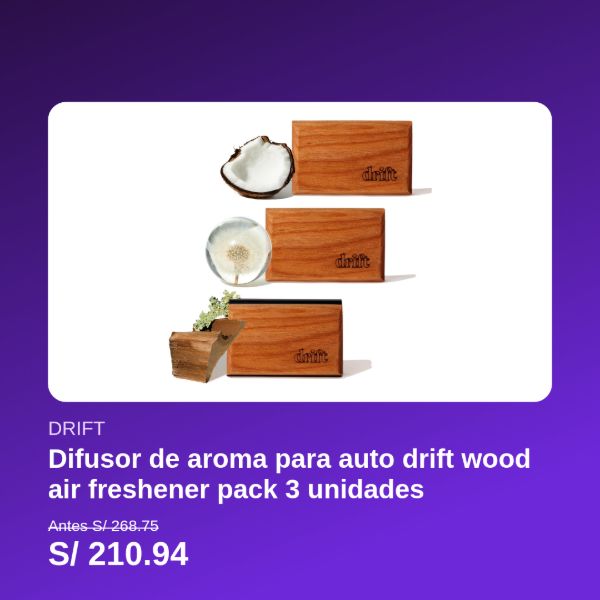 drift
drift
drift
DRIFT
Difusor de aroma para auto drift wood
air freshener pack 3 unidades
Antes S/ 268.75
S/ 210.94